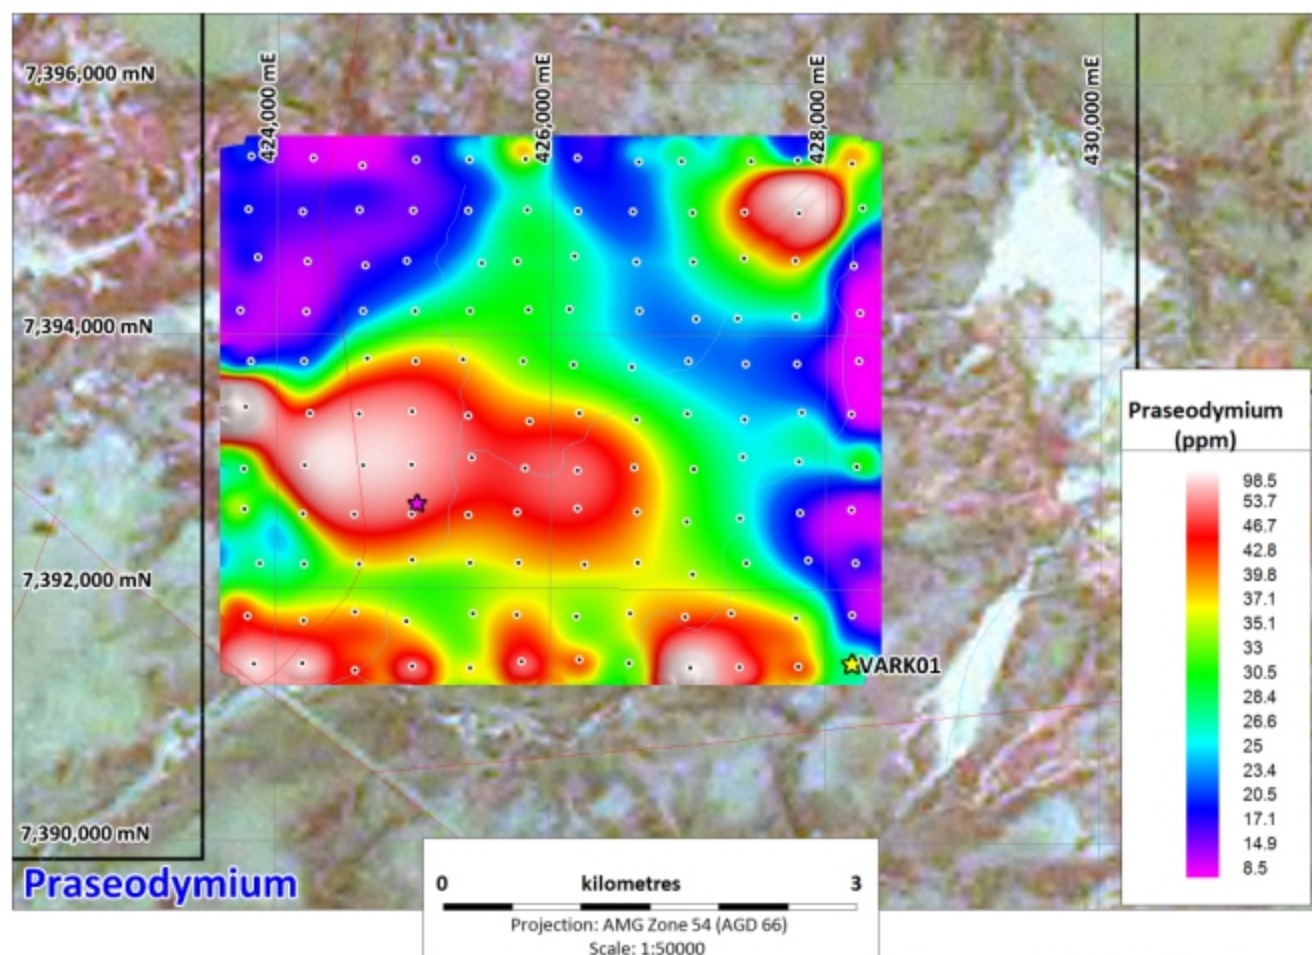 424,000 mE
426,000 mE
428,000 mE
430,000 mE
7,396,000 mN
7,394,000 mN
7,392,000 mN
7,390,000 mN
VARK01
Praseodymium
(ppm)
98.5
53.7
46.7
42.8
39.8
37.1
35.1
33
30.5
28.4
26.6
25
23.4
20.5
17.1
14.9
8.5
Praseodymium
0 kilometres 3
Projection: AMG Zone 54 (AGD 66)
Scale: 1:50000